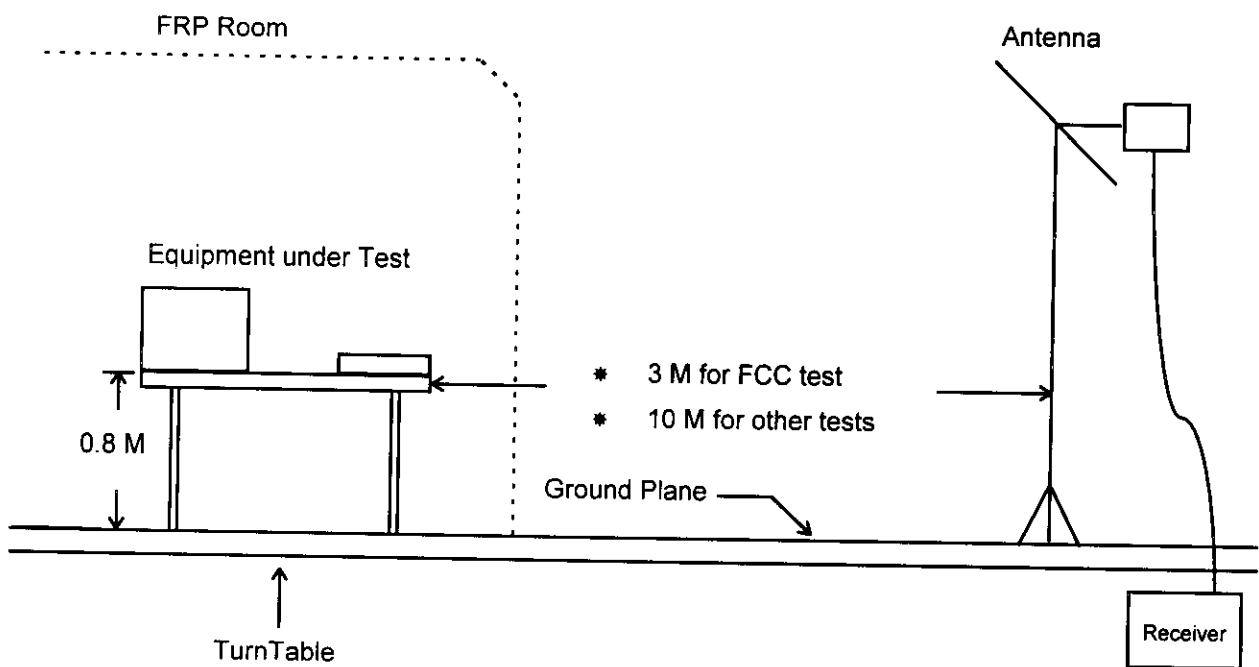 FRP Room
Antenna
Equipment under Test
* 3 M for FCC test
* 10 M for other tests
0.8 M
Ground Plane
TurnTable
Receiver